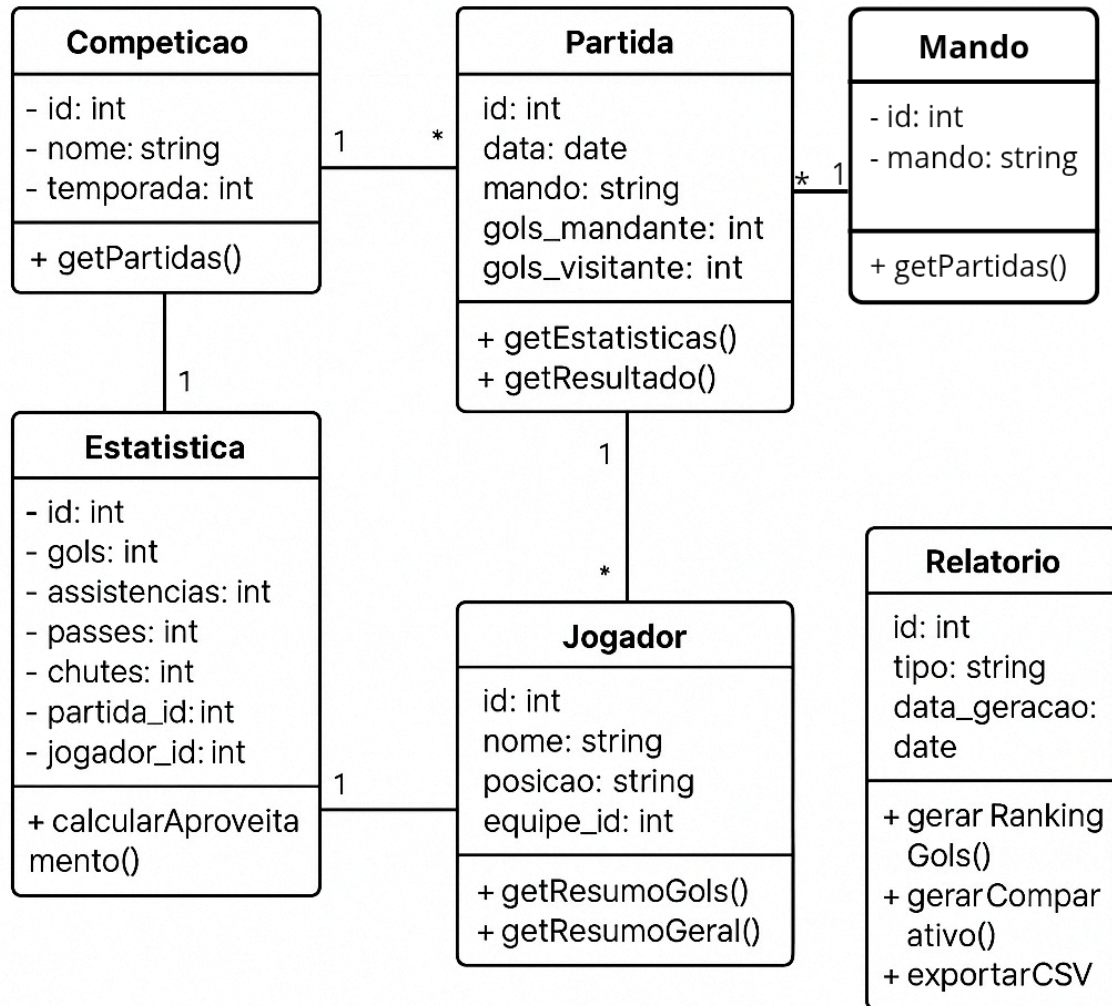 Competicao
- id: int
- nome: string
- temporada: int
+ getPartidas()
1
*
Partida
id: int
data: date
mando: string
gols_mandante: int
gols_visitante: int
+ getEstatisticas()
+ getResultado()
*
1
Mando
- id: int
- mando: string
+ getPartidas()
1
Estatistica
- id: int
- gols: int
- assistencias: int
- passes: int
- chutes: int
- partida_id: int
- jogador_id: int
+ calcularAproveita
mento()
1
1
*
Jogador
id: int
nome: string
posicao: string
equipe_id: int
+ getResumoGols()
+ getResumoGeral()
Relatorio
id: int
tipo: string
data_geracao:
date
+ gerar Ranking
Gols()
+ gerarCompar
ativo()
+ exportarCSV